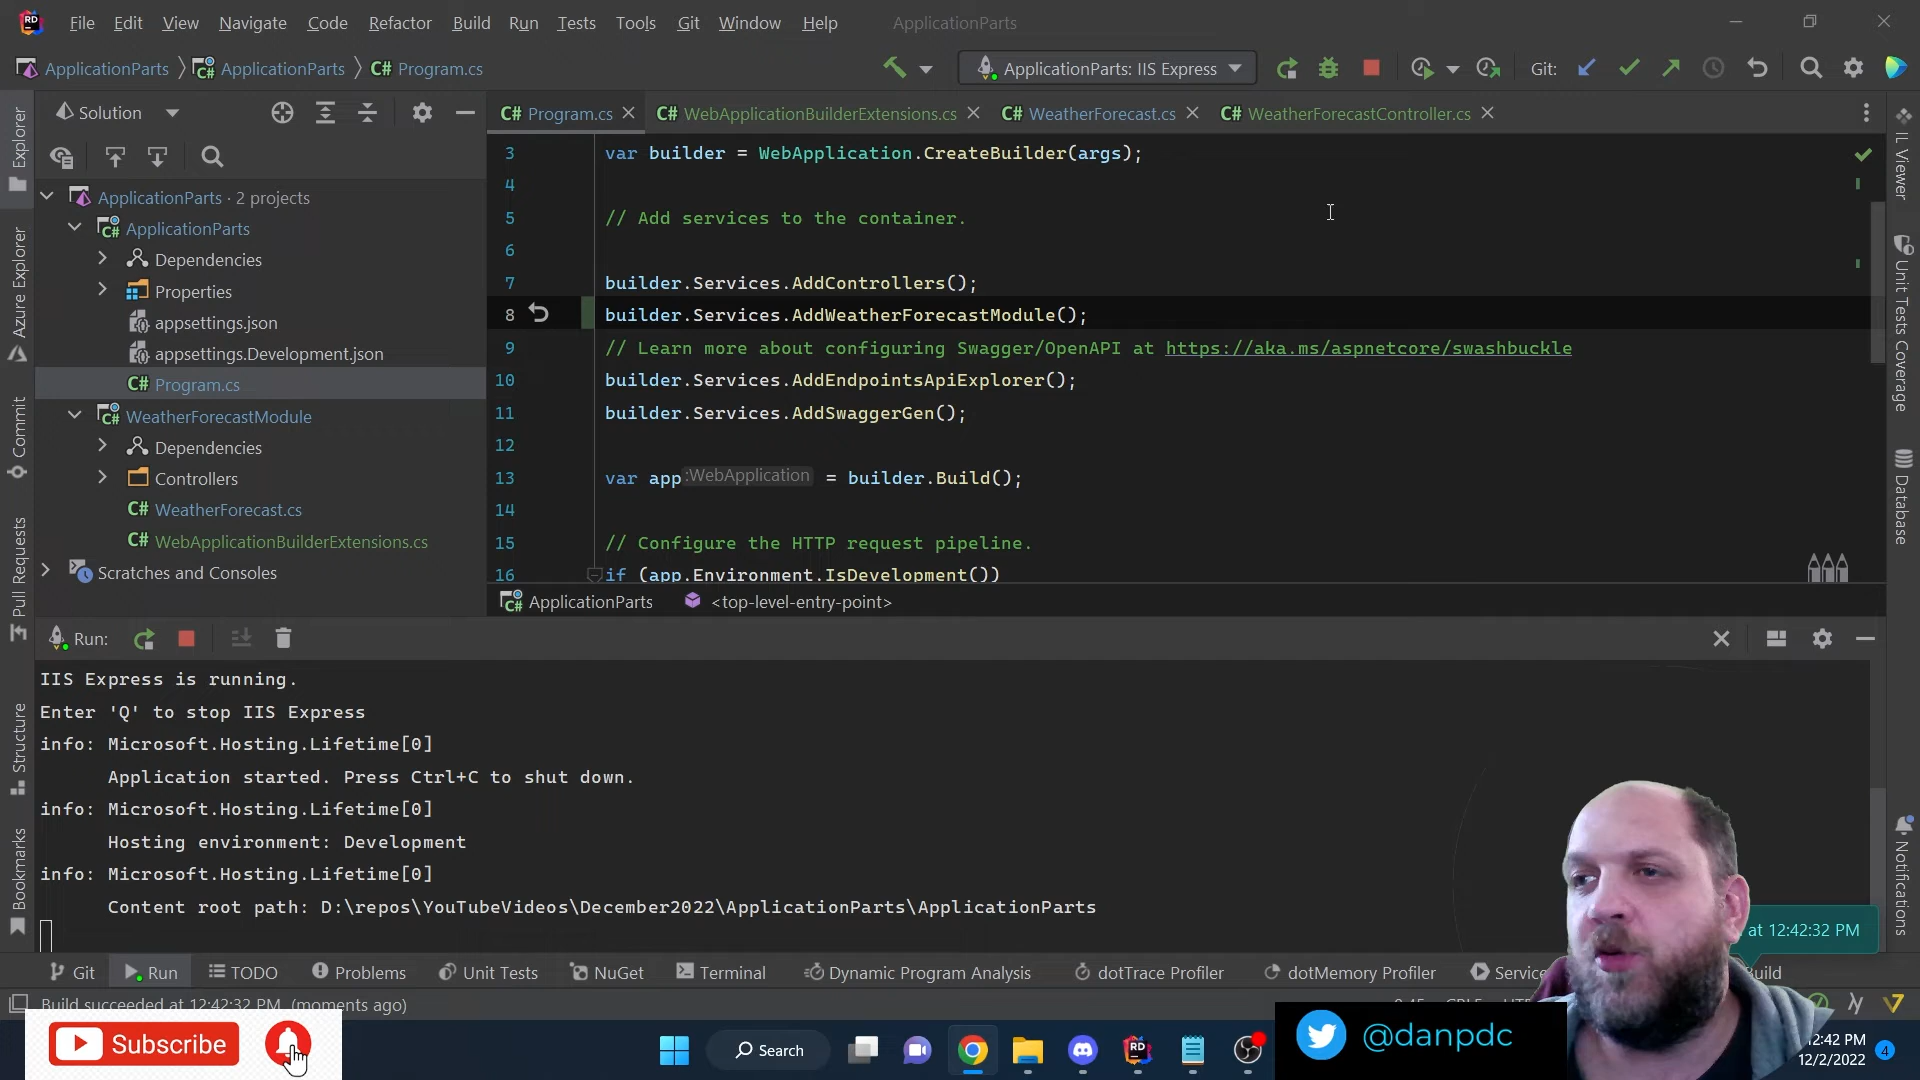 RD File Edit View Navigate Code Refactor Build Run Tests Tools Git Window Help ApplicationParts
ApplicationParts ApplicationParts C# Program.cs ApplicationParts: IIS Express Git:
Solution
C# Program.cs C# WebApplicationBuilderExtensions.cs C# WeatherForecast.cs C# WeatherForecastController.cs
Explorer
Azure Explorer
Commit
Pull Requests
Structure
Bookmarks
ApplicationParts · 2 projects
ApplicationParts
Dependencies
Properties
appsettings.json
appsettings.Development.json
C# Program.cs
WeatherForecastModule
Dependencies
Controllers
C# WeatherForecast.cs
C# WebApplicationBuilderExtensions.cs
Scratches and Consoles
3 var builder = WebApplication.CreateBuilder(args);
4
5 // Add services to the container.
6
7 builder.Services.AddControllers();
8 builder.Services.AddWeatherForecastModule();
9 // Learn more about configuring Swagger/OpenAPI at https://aka.ms/aspnetcore/swashbuckle
10 builder.Services.AddEndpointsApiExplorer();
11 builder.Services.AddSwaggerGen();
12
13 var app :WebApplication = builder.Build();
14
15 // Configure the HTTP request pipeline.
16 if (app.Environment.IsDevelopment())
ApplicationParts <top-level-entry-point>
IL Viewer
Unit Tests Coverage
Database
Notifications
Run:
IIS Express is running.
Enter 'Q' to stop IIS Express
info: Microsoft.Hosting.Lifetime[0]
Application started. Press Ctrl+C to shut down.
info: Microsoft.Hosting.Lifetime[0]
Hosting environment: Development
info: Microsoft.Hosting.Lifetime[0]
Content root path: D:\repos\YouTubeVideos\December2022\ApplicationParts\ApplicationParts
at 12:42:32 PM
Git Run TODO Problems Unit Tests NuGet Terminal Dynamic Program Analysis dotTrace Profiler dotMemory Profiler
Build succeeded at 12:42:32 PM (moments ago)
Subscribe
Search
RD
@danpdc
12:42 PM
12/2/2022
4